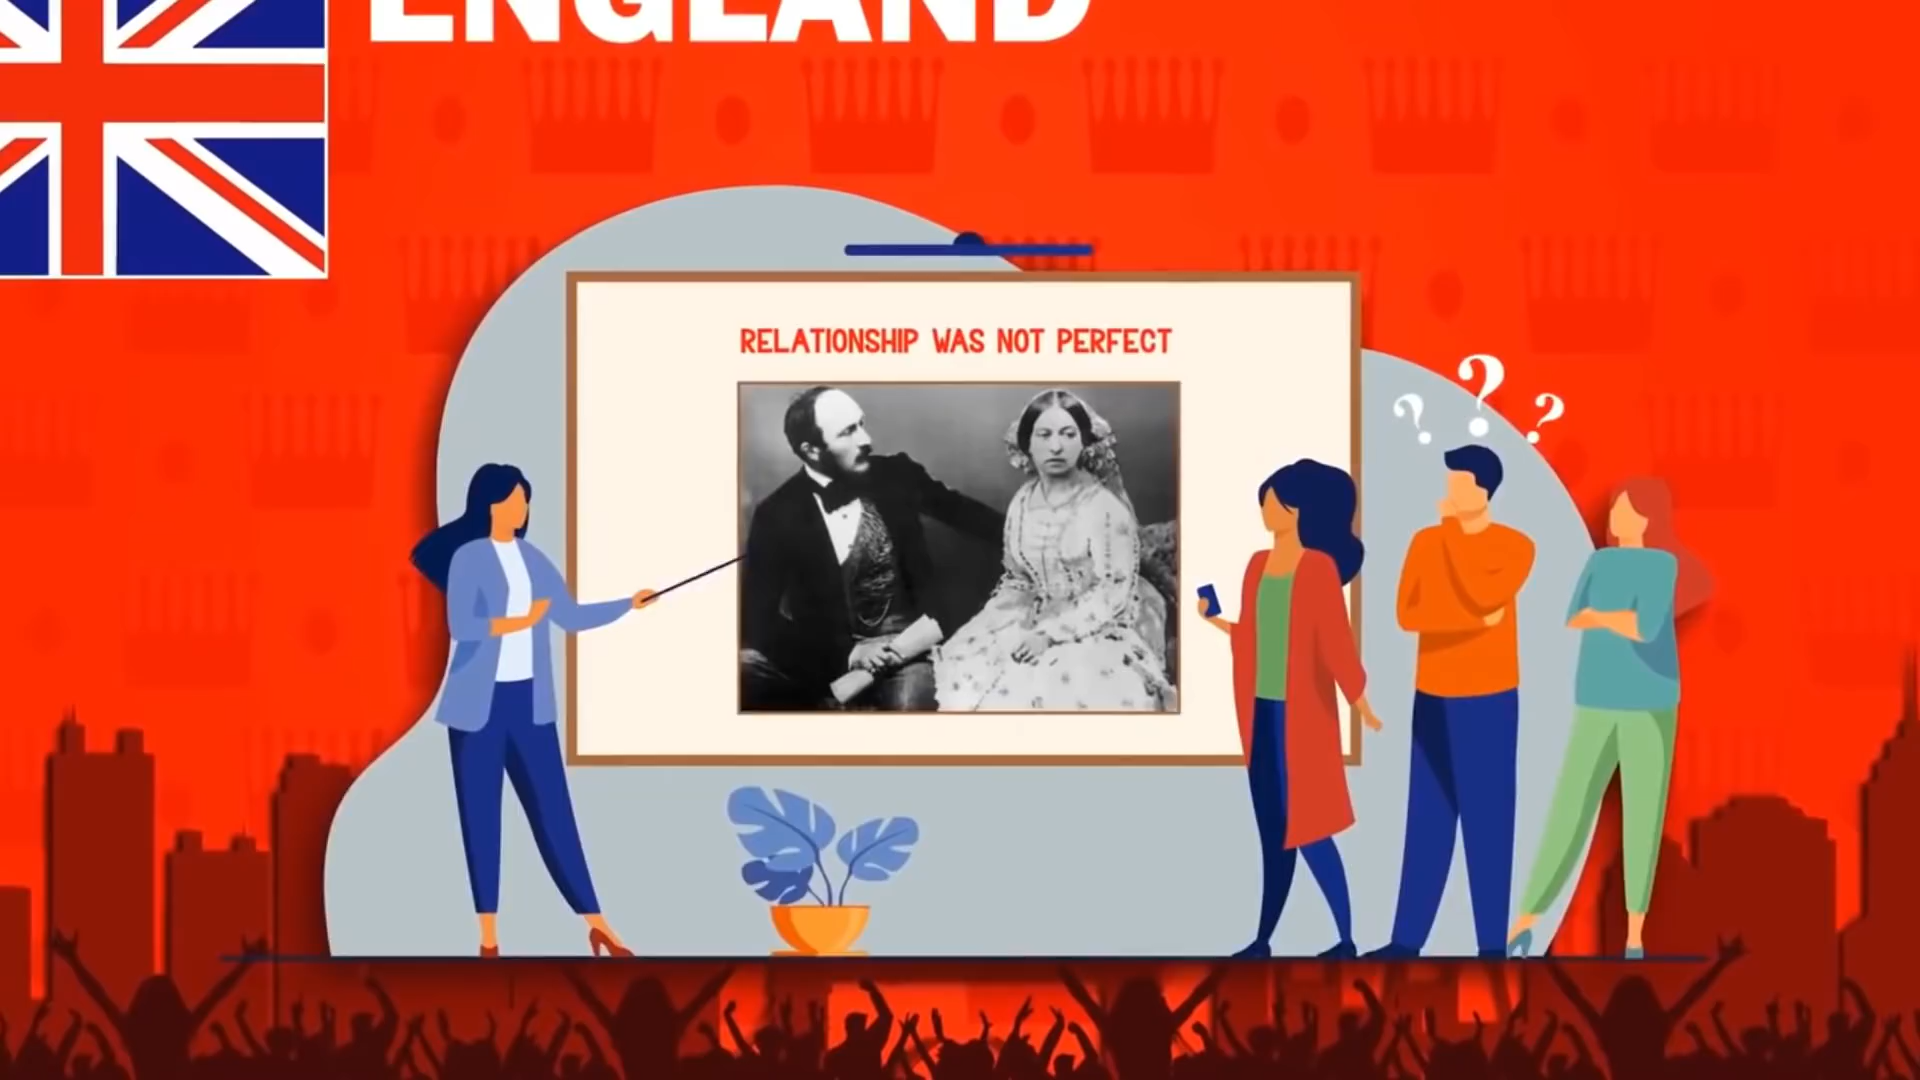 ENGLAND
RELATIONSHIP WAS NOT PERFECT
? ? ?